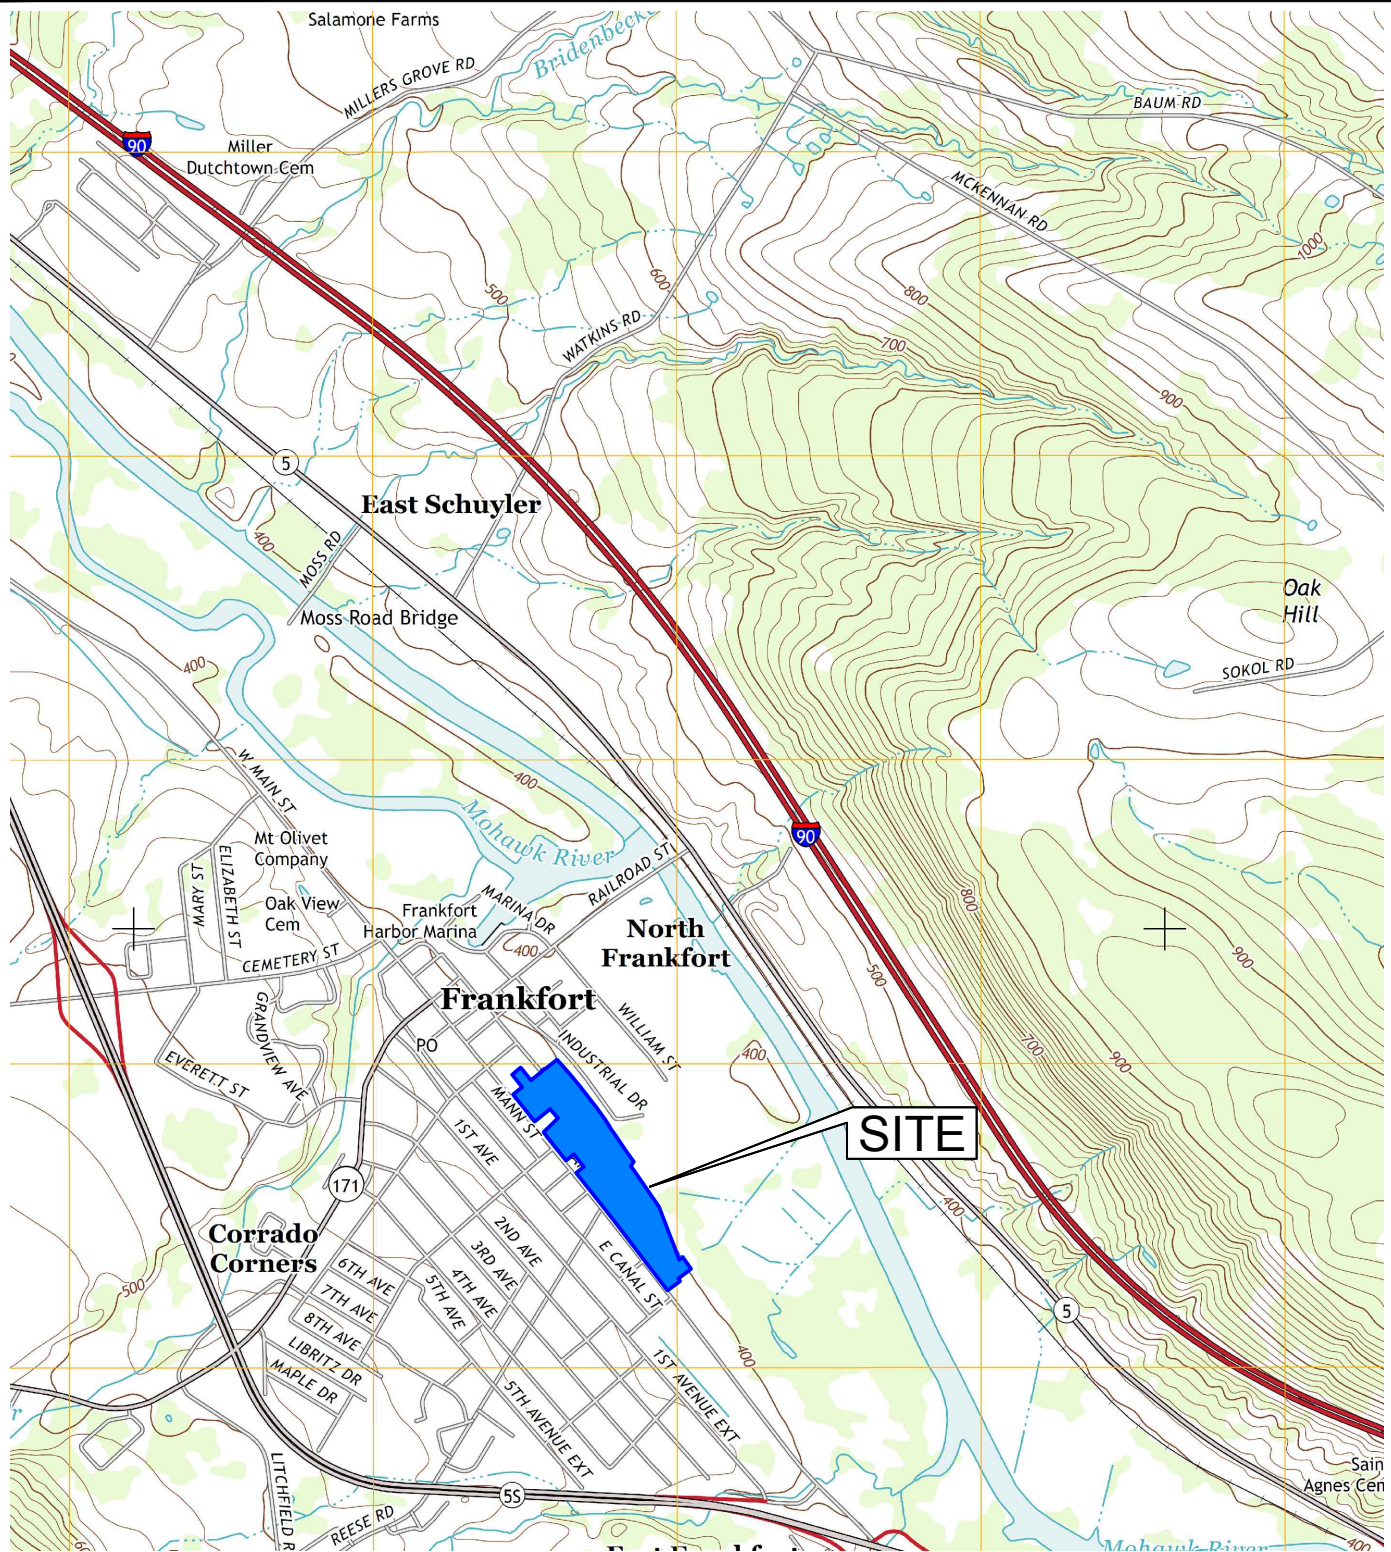 Salamone Farms
Bridenbeck
MILLERS GROVE RD
BAUM RD
90
Miller
Dutchtown Cem
MCKENNAN RD
1000
600
500
800
WATKINS RD
700
900
5
East Schuyler
400
MOSS RD
Oak
Hill
Moss Road Bridge
SOKOL RD
400
W MAIN ST
400
Mohawk River
90
Mt Olivet
Company
RAILROAD ST
MARY ST
ELIZABETH ST
Oak View
Cem
Frankfort
Harbor Marina
MARINA DR
800
North
Frankfort
400
900
CEMETERY ST
500
Frankfort
GRANDVIEW AVE
WILLIAM ST
PO
INDUSTRIAL DR
700
400
900
EVERETT ST
MANN ST
1ST AVE
SITE
171
400
Corrado
Corners
2ND AVE
3RD AVE
E CANAL ST
6TH AVE
4TH AVE
5TH AVE
500
7TH AVE
5
8TH AVE
LIBRITZ DR
400
MAPLE DR
1ST AVENUE EXT
5TH AVENUE EXT
LITCHFIELD R
Sain
Agnes Cem
5S
REESE RD
East Frankfort
Mohawk River
400